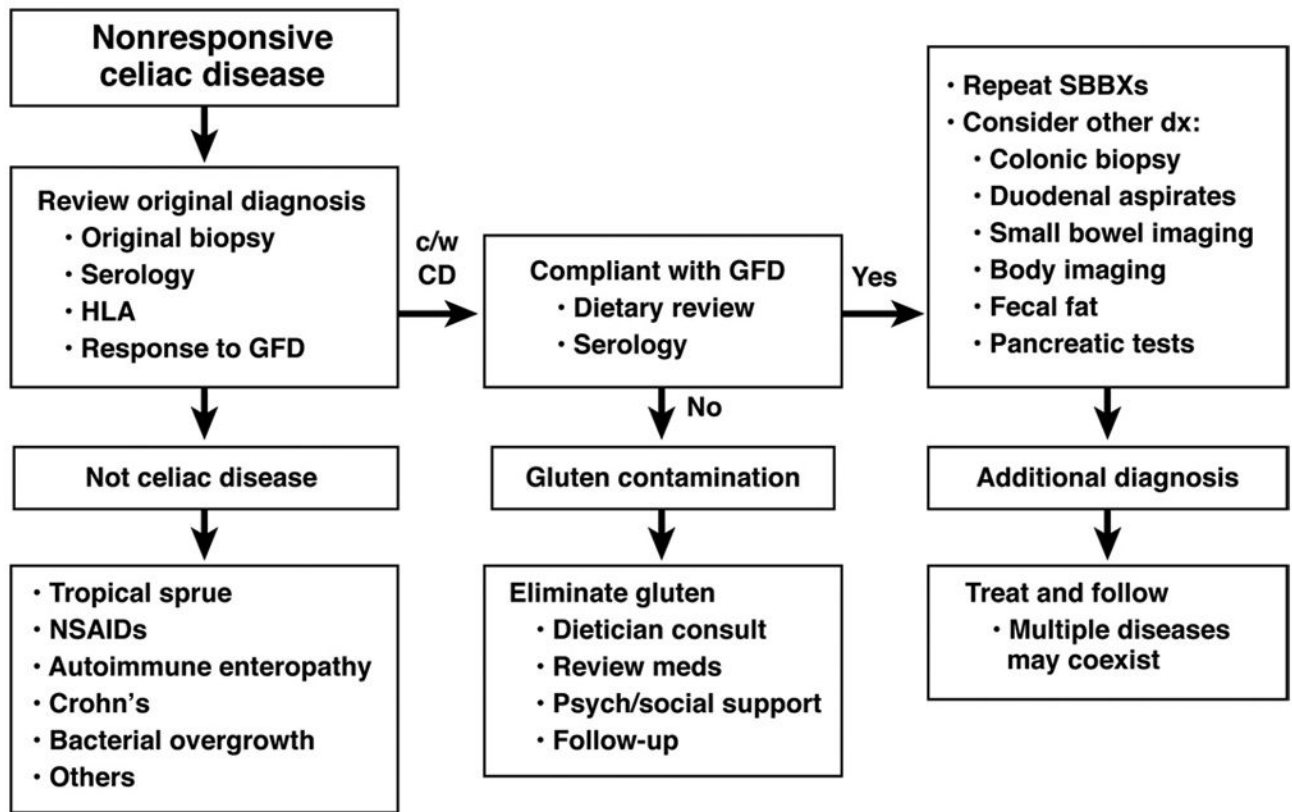 Nonresponsive
celiac disease
Review original diagnosis
· Original biopsy
· Serology
· HLA
· Response to GFD
c/w
CD
Compliant with GFD
· Dietary review
· Serology
Yes
· Repeat SBBXs
· Consider other dx:
· Colonic biopsy
· Duodenal aspirates
· Small bowel imaging
· Body imaging
· Fecal fat
· Pancreatic tests
No
Not celiac disease
Gluten contamination
Additional diagnosis
· Tropical sprue
· NSAIDs
· Autoimmune enteropathy
· Crohn’s
· Bacterial overgrowth
· Others
Eliminate gluten
· Dietician consult
· Review meds
· Psych/social support
· Follow-up
Treat and follow
· Multiple diseases
may coexist